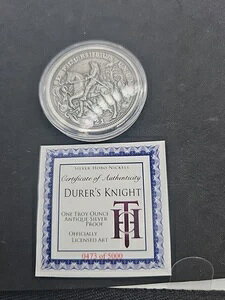 SILVER HOBO NICKELS
Certificate of Authenticity
DURER'S KNIGHT
ONE TROY OUNCE
ANTIQUE SILVER
PROOF
OFFICIALLY
LICENSED ART
TH
0473 of 5000